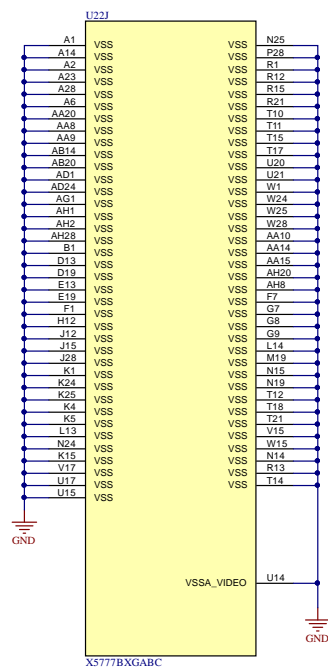 U22J
A1 VSS VSS N25
A14 VSS VSS P28
A2 VSS VSS R1
A23 VSS VSS R12
A28 VSS VSS R15
A6 VSS VSS R21
AA20 VSS VSS T10
AA8 VSS VSS T11
AA9 VSS VSS T15
AB14 VSS VSS T17
AB20 VSS VSS U20
AD1 VSS VSS U21
AD24 VSS VSS W1
AG1 VSS VSS W24
AH1 VSS VSS W25
AH2 VSS VSS W28
AH28 VSS VSS AA10
B1 VSS VSS AA14
D13 VSS VSS AA15
D19 VSS VSS AH20
E13 VSS VSS AH8
E19 VSS VSS F7
F1 VSS VSS G7
H12 VSS VSS G8
J12 VSS VSS G9
J15 VSS VSS L14
J28 VSS VSS M19
K1 VSS VSS N15
K24 VSS VSS N19
K25 VSS VSS T12
K4 VSS VSS T18
K5 VSS VSS T21
L13 VSS VSS V15
N24 VSS VSS W15
K15 VSS VSS N14
V17 VSS VSS R13
U17 VSS VSS T14
U15 VSS
GND
VSSA_VIDEO U14
GND
X5777BXGABC